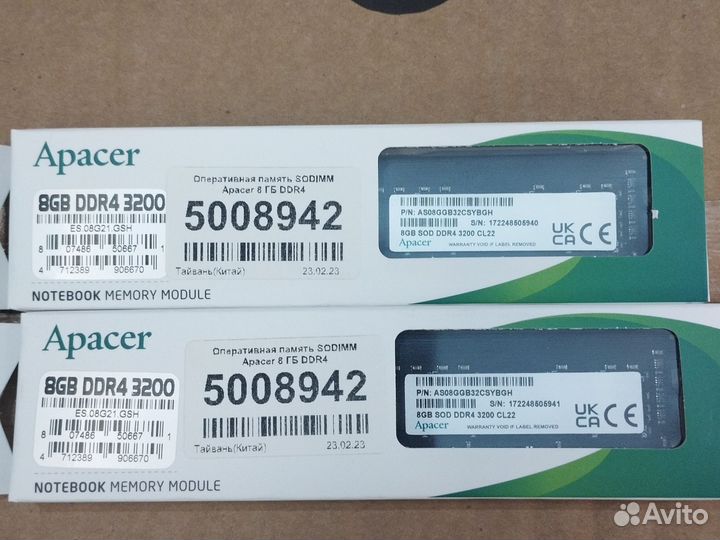 Apacer
8GB DDR4 3200
ES.08G21.GSH
8 07486 50667 1
4 712389 906670
NOTEBOOK MEMORY MODULE
Оперативная память SODIMM
Apacer 8 ГБ DDR4
5008942
Тайвань(Китай) 23.02.23
P/N: AS08GGB32CSYBGH
S/N: 172248505940
8GB SOD DDR4 3200 CL22
Apacer WARRANTY VOID IF LABEL REMOVED
UK CA CE
Apacer
8GB DDR4 3200
ES.08G21.GSH
8 07486 50667 1
4 712389 906670
NOTEBOOK MEMORY MODULE
Оперативная память SODIMM
Apacer 8 ГБ DDR4
5008942
Тайвань(Китай) 23.02.23
P/N: AS08GGB32CSYBGH
S/N: 172248505941
8GB SOD DDR4 3200 CL22
Apacer WARRANTY VOID IF LABEL REMOVED
UK CA CE
Avito